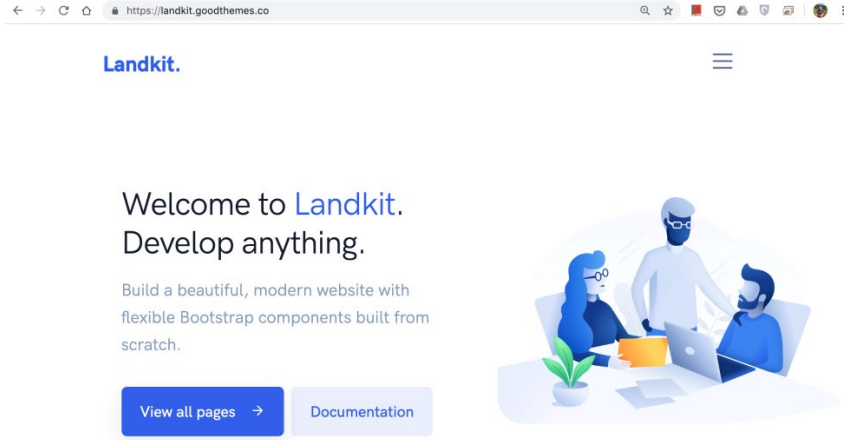 https://landkit.goodthemes.co
Landkit.
Welcome to Landkit.
Develop anything.
Build a beautiful, modern website with
flexible Bootstrap components built from
scratch.
View all pages →
Documentation